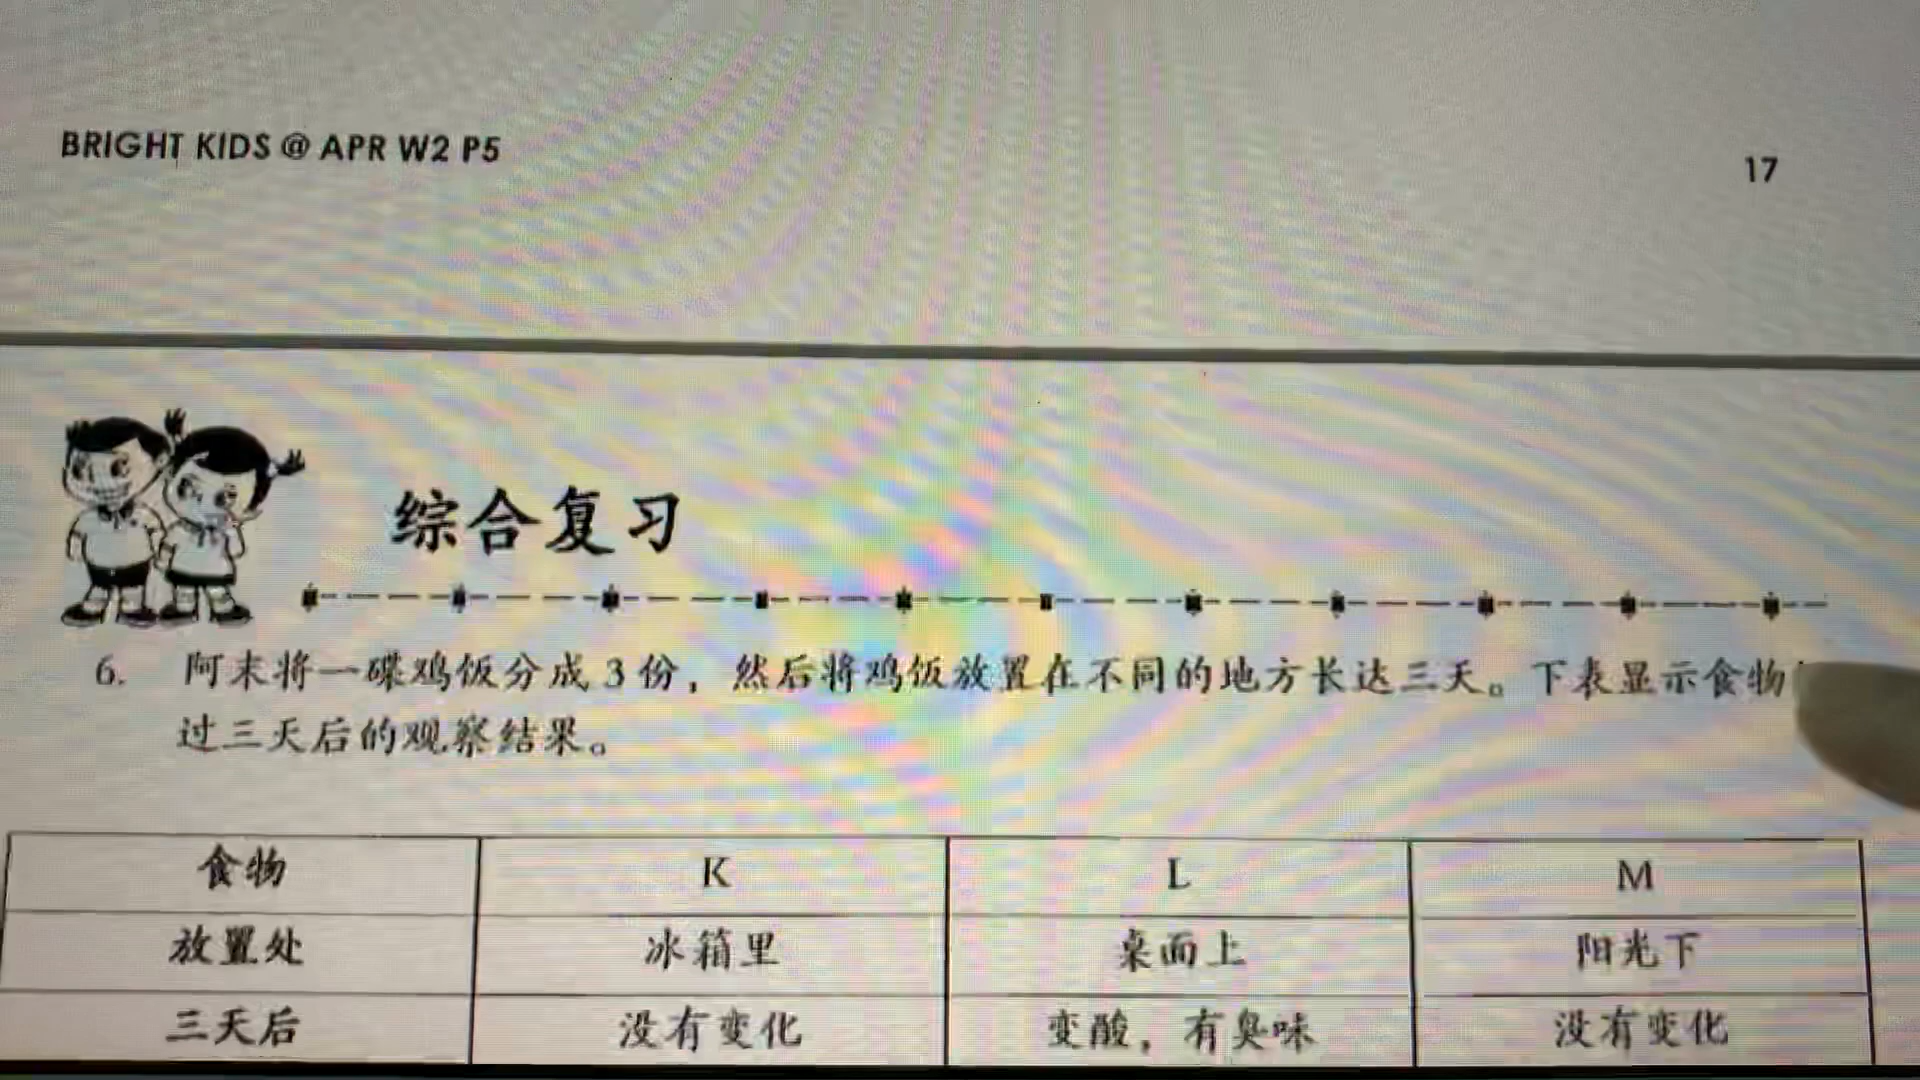 BRIGHT KIDS @ APR W2 P5
17
综合复习
6. 阿末将一碟鸡饭分成 3 份，然后将鸡饭放置在不同的地方长达三天。下表显示食物
过三天后的观察结果。
食物 K L M
放置处 冰箱里 桌面上 阳光下
三天后 没有变化 变酸，有臭味 没有变化